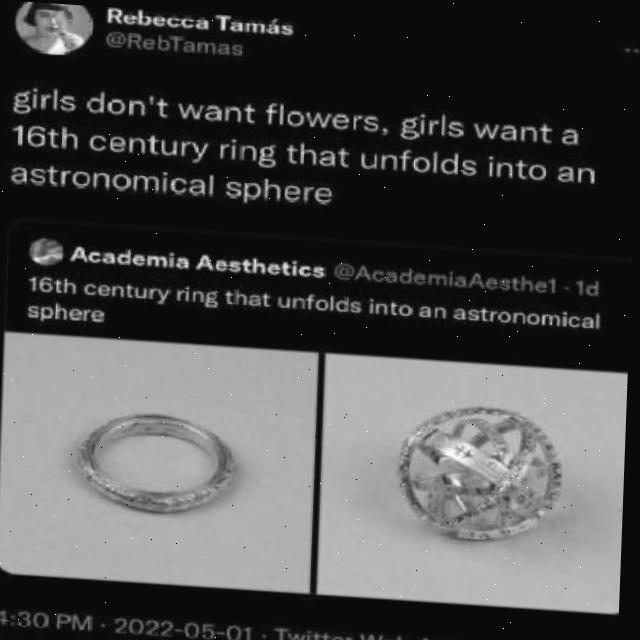 Rebecca Tamás
@RebTamas
girls don't want flowers, girls want a
16th century ring that unfolds into an
astronomical sphere
Academia Aesthetics @AcademiaAesthe1 · 1d
16th century ring that unfolds into an astronomical
sphere
4:30 PM · 2022-05-01 · Twitter Web